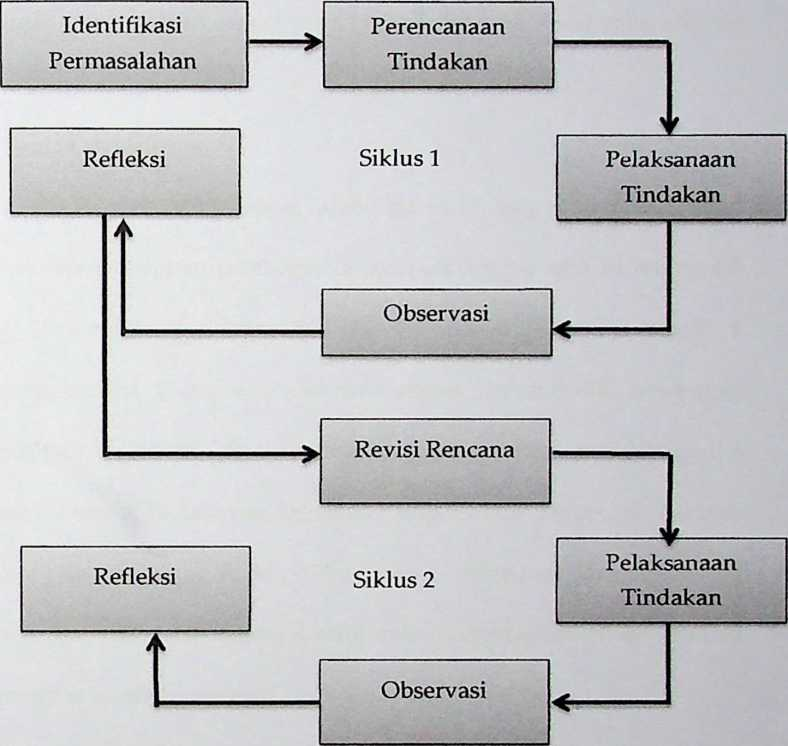 Identifikasi
Permasalahan
Perencanaan
Tindakan
Refleksi
Siklus 1
Pelaksanaan
Tindakan
Observasi
Revisi Rencana
Refleksi
Siklus 2
Pelaksanaan
Tindakan
Observasi